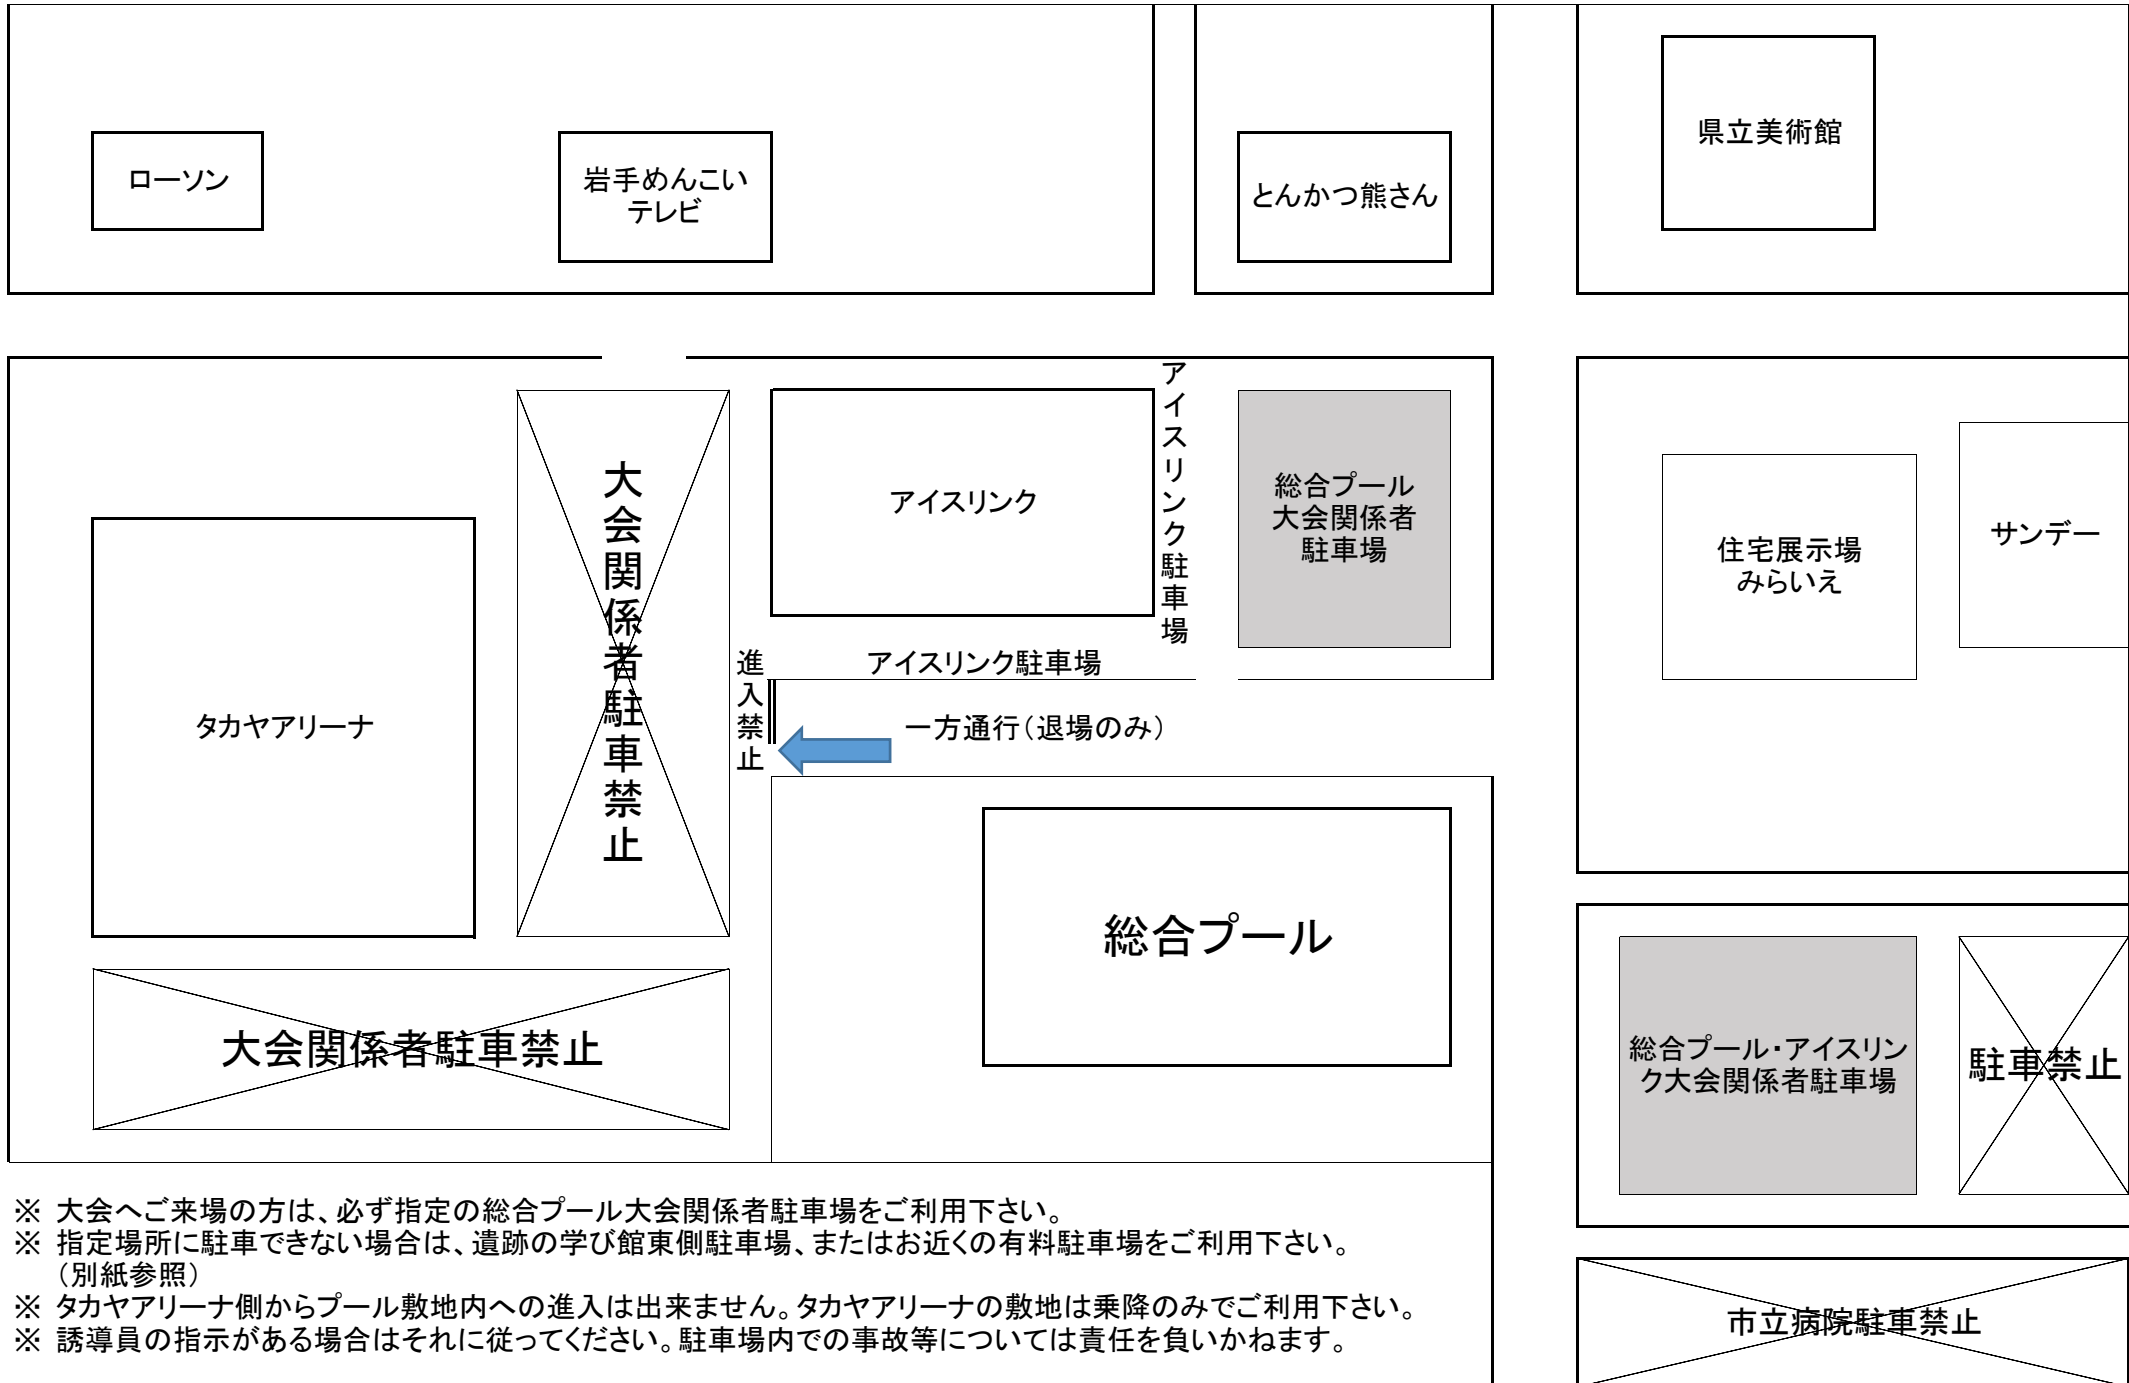 ローソン
岩手めんこい
テレビ
とんかつ熊さん
県立美術館
大会関係者駐車禁止
アイスリンク
アイスリンク駐車場
総合プール
大会関係者
駐車場
住宅展示場
みらいえ
サンデー
タカヤアリーナ
進入禁止
アイスリンク駐車場
一方通行(退場のみ)
総合プール
大会関係者駐車禁止
総合プール・アイスリン
ク大会関係者駐車場
駐車禁止
市立病院駐車禁止
※ 大会へご来場の方は、必ず指定の総合プール大会関係者駐車場をご利用下さい。
※ 指定場所に駐車できない場合は、遺跡の学び館東側駐車場、またはお近くの有料駐車場をご利用下さい。
(別紙参照)
※ タカヤアリーナ側からプール敷地内への進入は出来ません。タカヤアリーナの敷地は乗降のみでご利用下さい。
※ 誘導員の指示がある場合はそれに従ってください。駐車場内での事故等については責任を負いかねます。